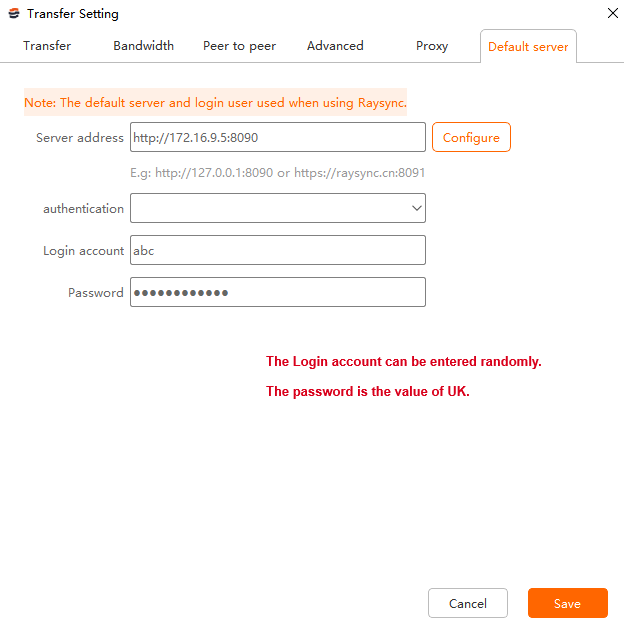 Transfer Setting
Transfer Bandwidth Peer to peer Advanced Proxy Default server
Note: The default server and login user used when using Raysync.
Server address http://172.16.9.5:8090 Configure
E.g: http://127.0.0.1:8090 or https://raysync.cn:8091
authentication
Login account abc
Password ●●●●●●●●●●●●
The Login account can be entered randomly.
The password is the value of UK.
Cancel Save